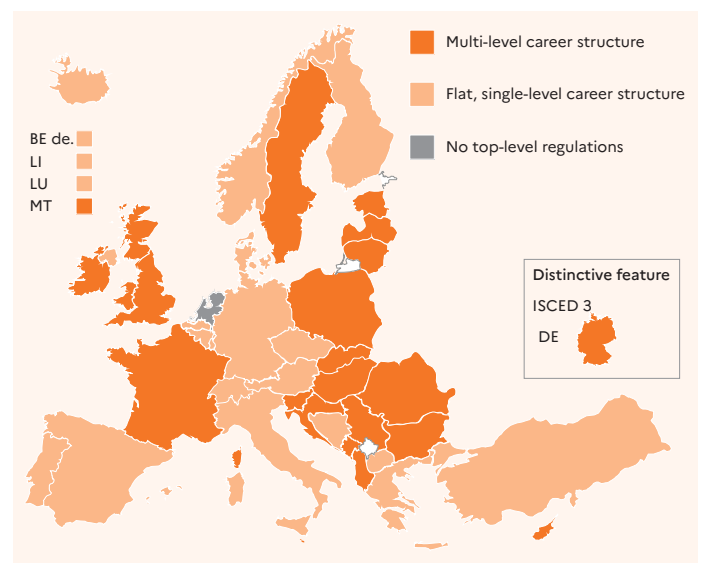 Multi-level career structure
Flat, single-level career structure
No top-level regulations
BE de.
LI
LU
MT
Distinctive feature
ISCED 3
DE